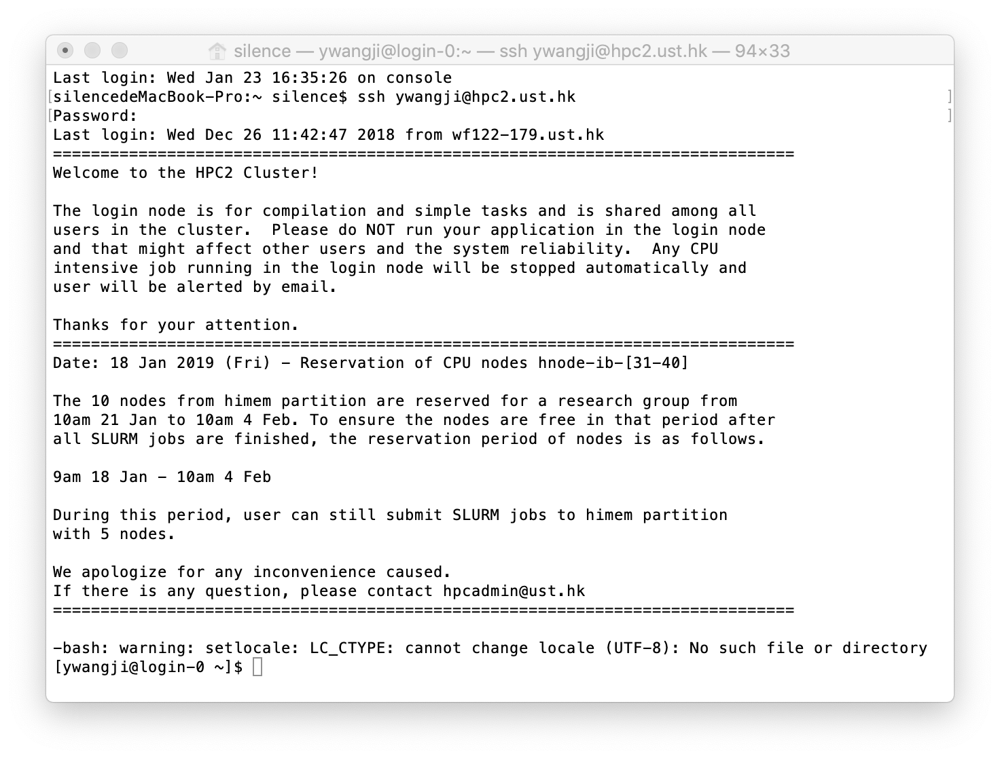 silence — ywangji@login-0:~ — ssh ywangji@hpc2.ust.hk — 94×33
Last login: Wed Jan 23 16:35:26 on console
[silencedeMacBook-Pro:~ silence$ ssh ywangji@hpc2.ust.hk ]
[Password: ]
Last login: Wed Dec 26 11:42:47 2018 from wf122-179.ust.hk
==============================================================================
Welcome to the HPC2 Cluster!

The login node is for compilation and simple tasks and is shared among all
users in the cluster.  Please do NOT run your application in the login node
and that might affect other users and the system reliability.  Any CPU
intensive job running in the login node will be stopped automatically and
user will be alerted by email.

Thanks for your attention.
==============================================================================
Date: 18 Jan 2019 (Fri) - Reservation of CPU nodes hnode-ib-[31-40]

The 10 nodes from himem partition are reserved for a research group from
10am 21 Jan to 10am 4 Feb. To ensure the nodes are free in that period after
all SLURM jobs are finished, the reservation period of nodes is as follows.

9am 18 Jan - 10am 4 Feb

During this period, user can still submit SLURM jobs to himem partition
with 5 nodes.

We apologize for any inconvenience caused.
If there is any question, please contact hpcadmin@ust.hk
==============================================================================

-bash: warning: setlocale: LC_CTYPE: cannot change locale (UTF-8): No such file or directory
[ywangji@login-0 ~]$